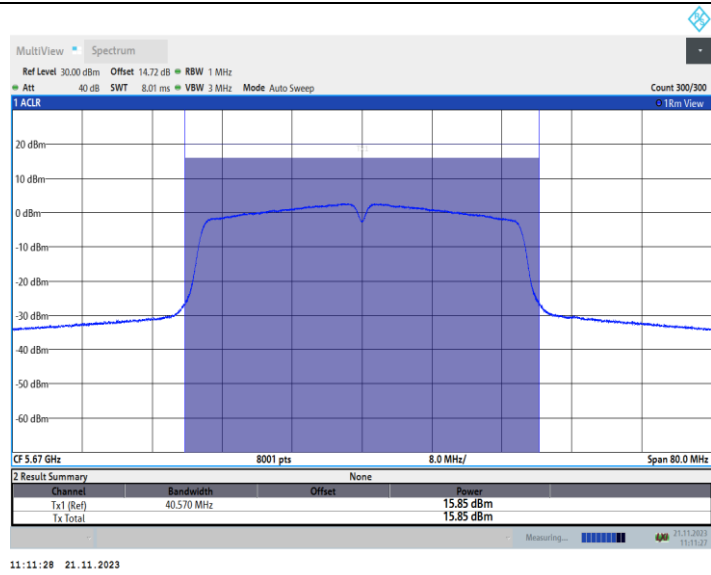 MultiView Spectrum
Ref Level 30.00 dBm Offset 14.72 dB RBW 1 MHz
Att 40 dB SWT 8.01 ms VBW 3 MHz Mode Auto Sweep Count 300/300
1 ACLR 1Rm View
20 dBm
10 dBm
0 dBm
-10 dBm
-20 dBm
-30 dBm
-40 dBm
-50 dBm
-60 dBm
CF 5.67 GHz 8001 pts 8.0 MHz/ Span 80.0 MHz
2 Result Summary None
Channel Bandwidth Offset Power
Tx1 (Ref) 40.570 MHz 15.85 dBm
Tx Total 15.85 dBm
Measuring... 21.11.2023
11:11:27
11:11:28 21.11.2023